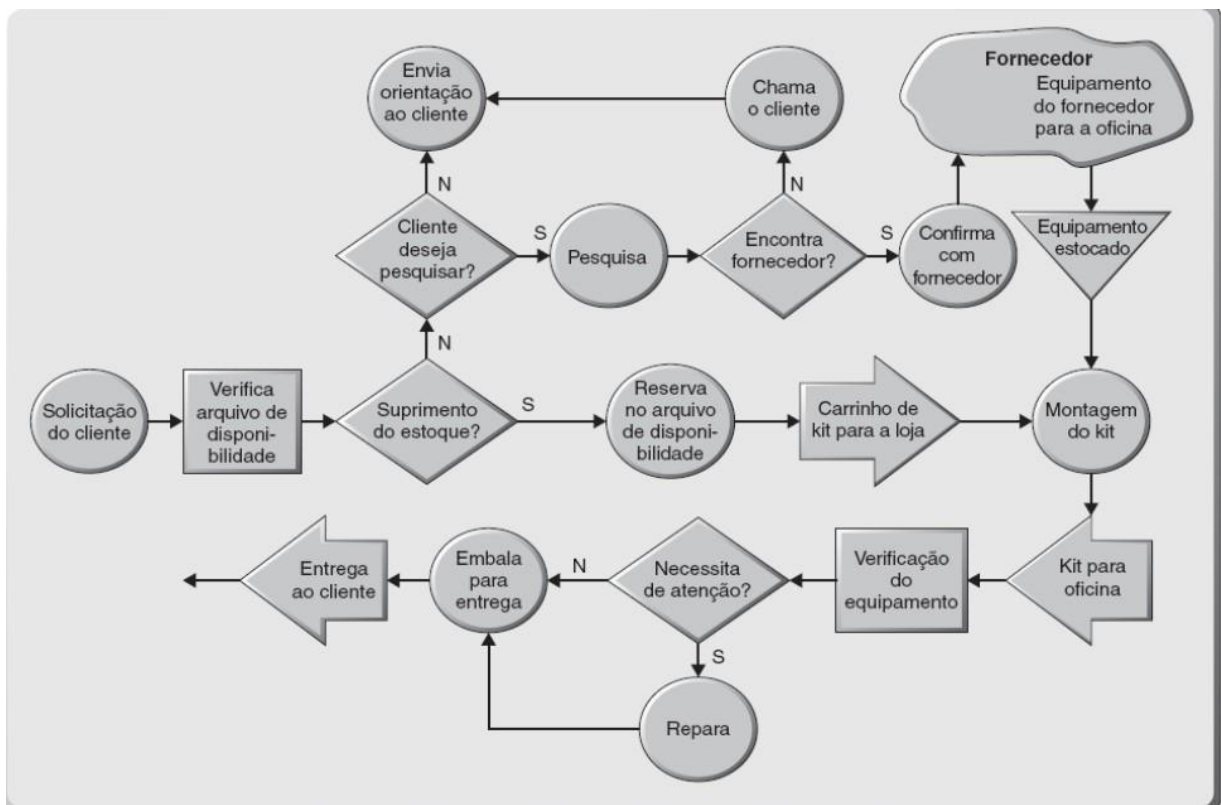 Envia
orientação
ao cliente
Chama
o cliente
Fornecedor
Equipamento
do fornecedor
para a oficina
N
N
Cliente
deseja
pesquisar?
S
Pesquisa
Encontra
fornecedor?
S
Confirma
com
fornecedor
Equipamento
estocado
N
Solicitação
do cliente
Verifica
arquivo de
disponi-
bilidade
Suprimento
do estoque?
S
Reserva
no arquivo
de disponi-
bilidade
Carrinho de
kit para a loja
Montagem
do kit
Entrega
ao cliente
Embala
para
entrega
N
Necessita
de atenção?
Verificação
do
equipamento
Kit para
oficina
S
Repara